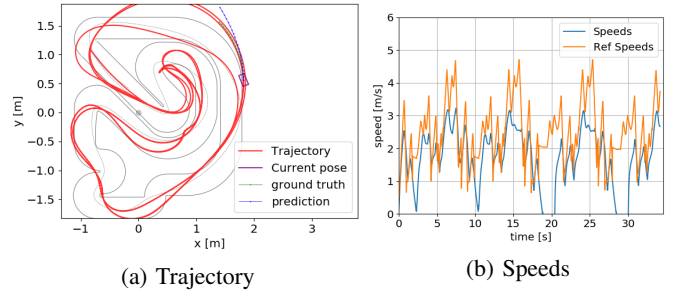 1.5
1.0
0.5
0.0
−0.5
−1.0
−1.5
y [m]
−1 0 1 2 3
x [m]
Trajectory
Current pose
ground truth
prediction
(a) Trajectory
6
5
4
3
2
1
0
speed [m/s]
0 5 10 15 20 25 30
time [s]
Speeds
Ref Speeds
(b) Speeds